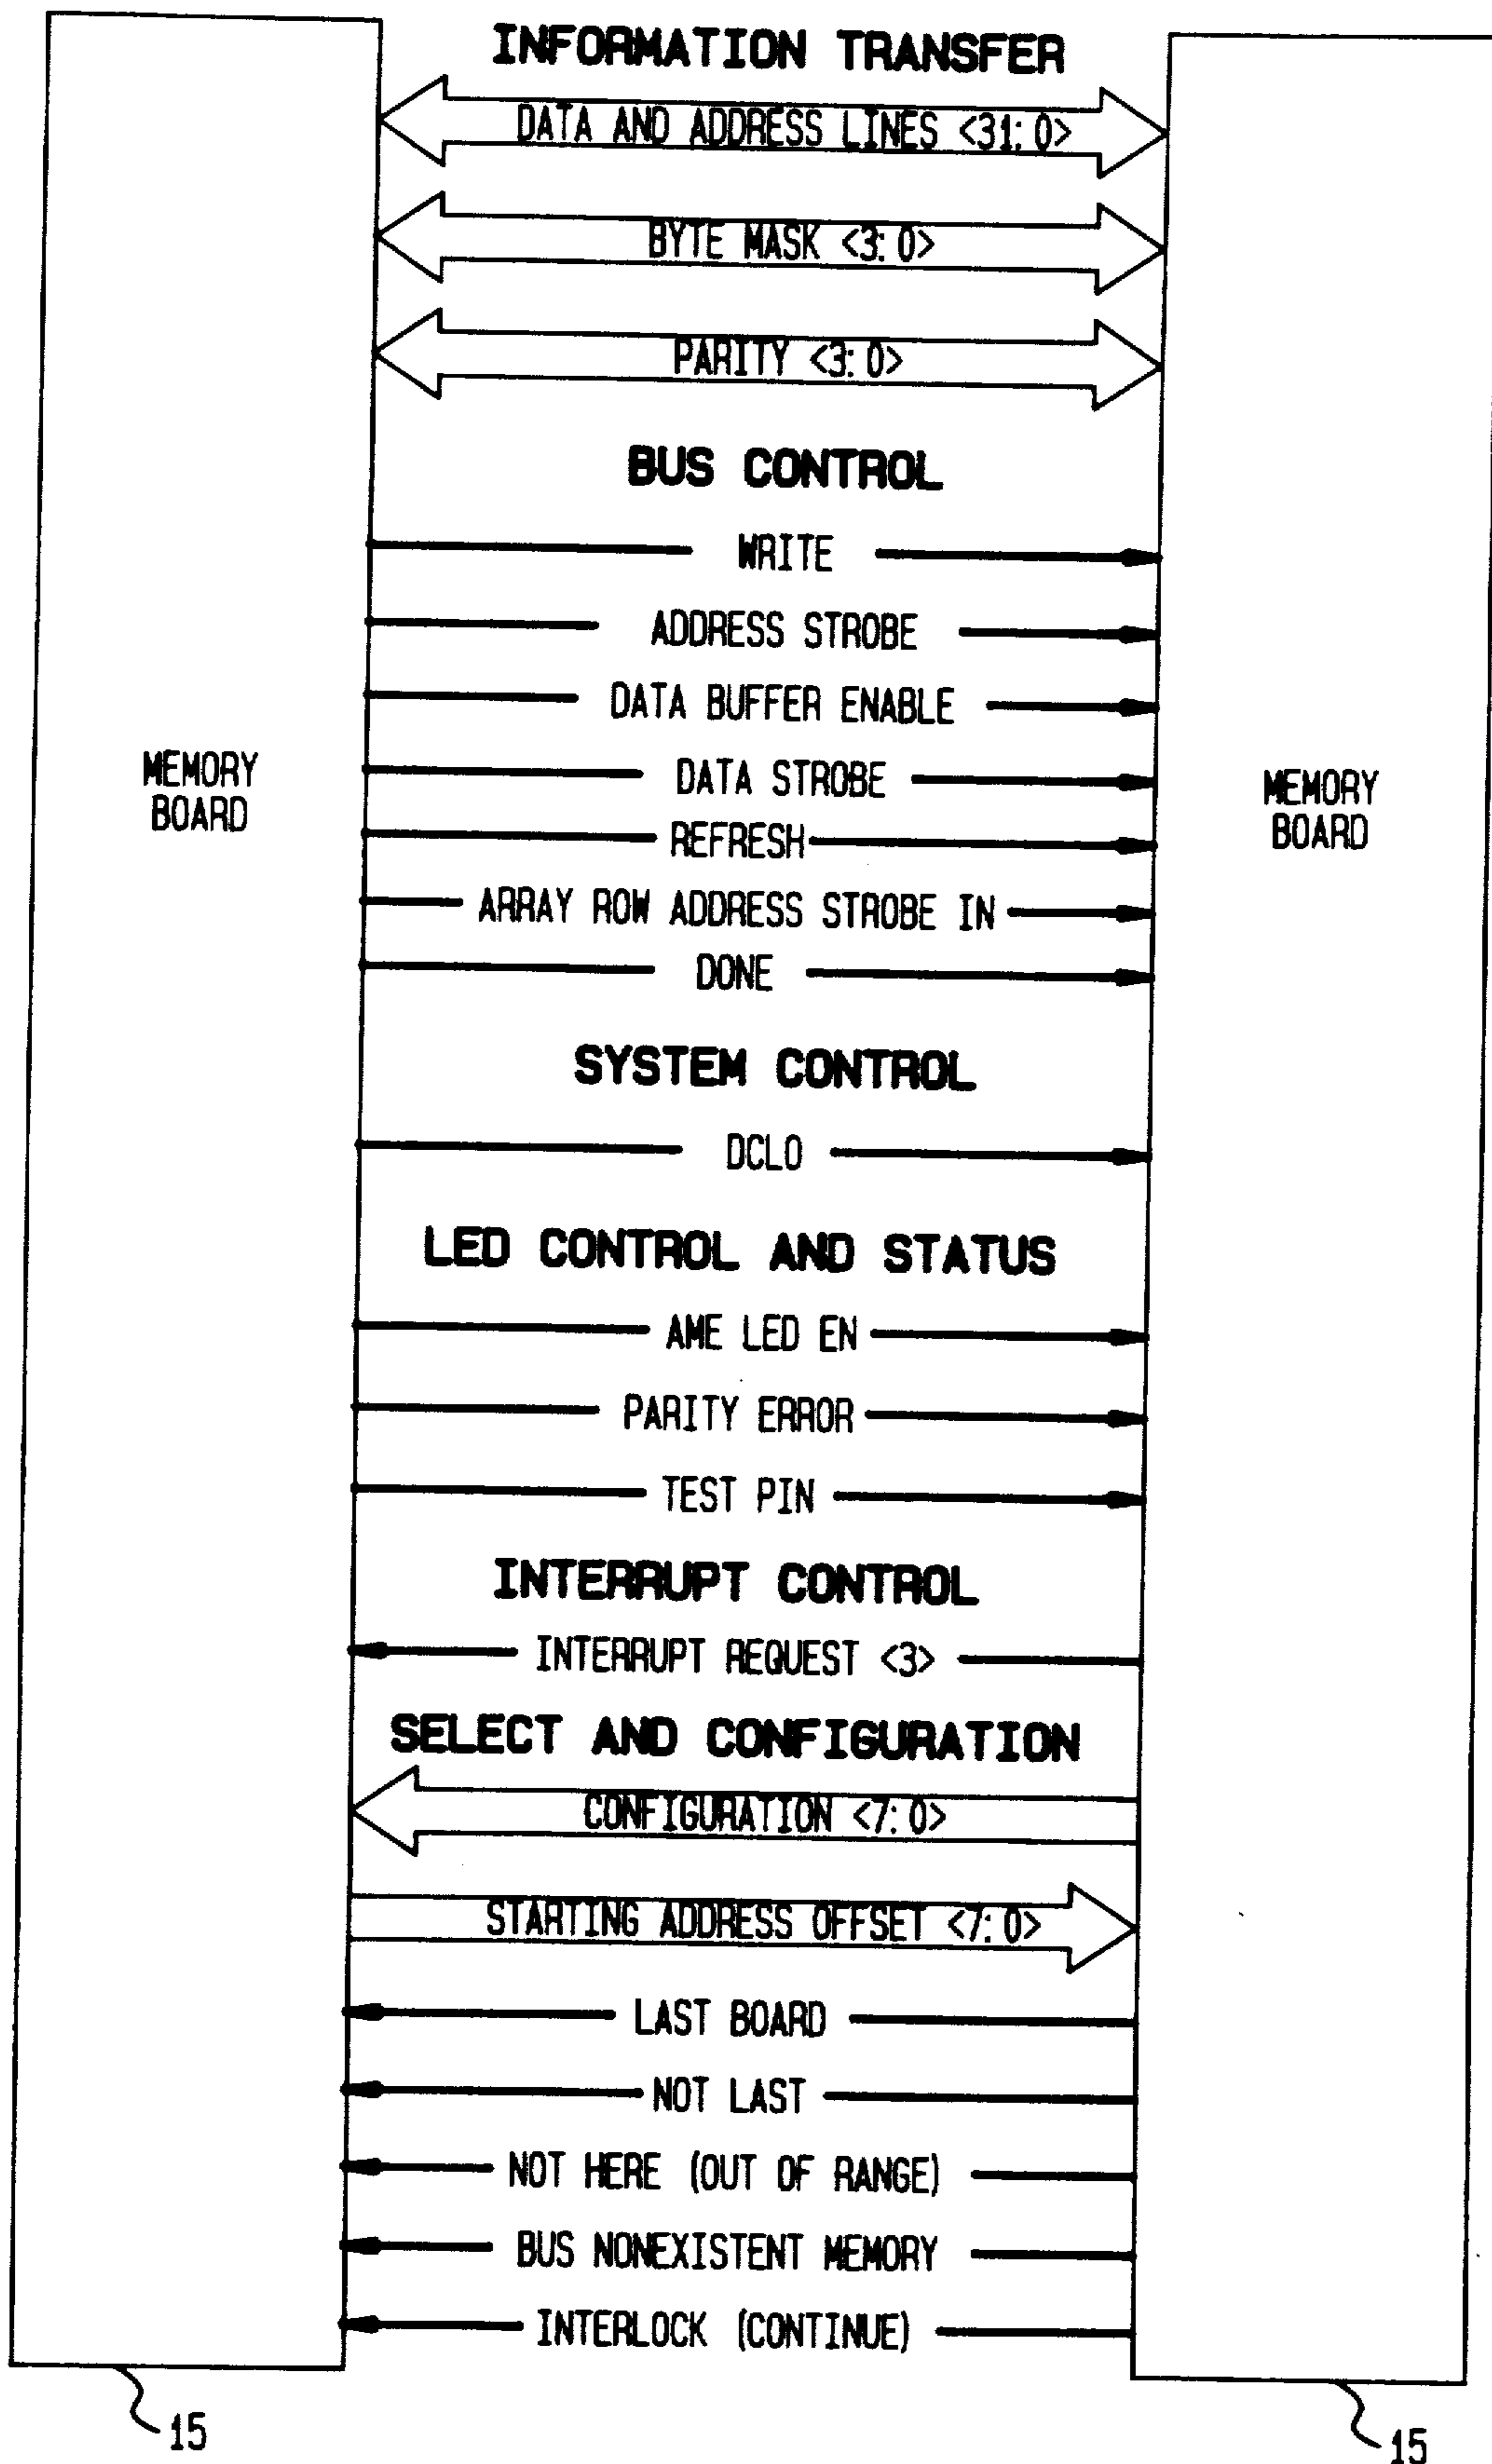 INFORMATION TRANSFER
DATA AND ADDRESS LINES <31:0>
BYTE MASK <3:0>
PARITY <3:0>
BUS CONTROL
WRITE
ADDRESS STROBE
DATA BUFFER ENABLE
MEMORY
BOARD
DATA STROBE
MEMORY
BOARD
REFRESH
ARRAY ROW ADDRESS STROBE IN
DONE
SYSTEM CONTROL
DCLO
LED CONTROL AND STATUS
AME LED EN
PARITY ERROR
TEST PIN
INTERRUPT CONTROL
INTERRUPT REQUEST <3>
SELECT AND CONFIGURATION
CONFIGURATION <7:0>
STARTING ADDRESS OFFSET <7:0>
LAST BOARD
NOT LAST
NOT HERE (OUT OF RANGE)
BUS NONEXISTENT MEMORY
INTERLOCK (CONTINUE)
15
15